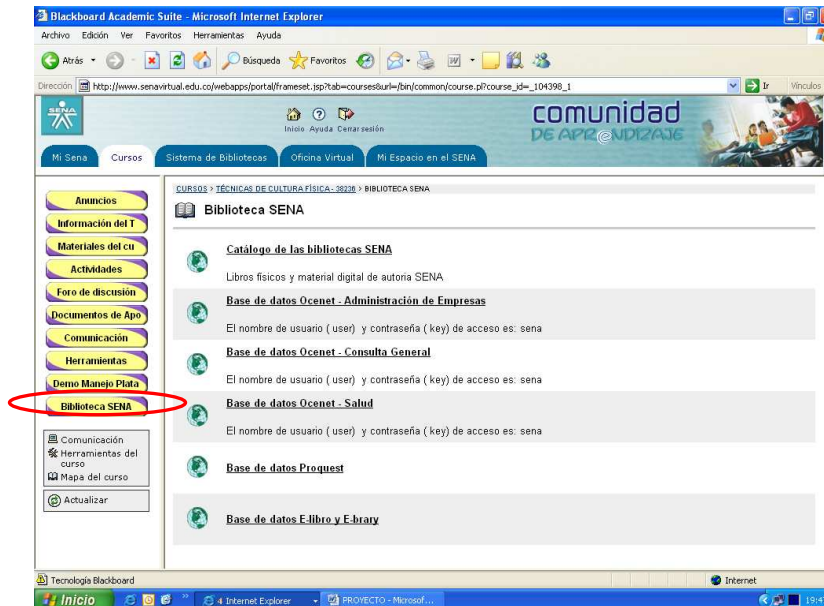 Blackboard Academic Suite - Microsoft Internet Explorer
Archivo Edición Ver Favoritos Herramientas Ayuda
Atrás Búsqueda Favoritos
Dirección http://www.senavirtual.edu.co/webapps/portal/frameset.jsp?tab=courses&url=/bin/common/course.pl?course_id=_104398_1 Ir Vínculos
SENA
Inicio Ayuda Cerrar sesión
comunidad
DE APR@NDIZAJE
Mi Sena Cursos Sistema de Bibliotecas Oficina Virtual Mi Espacio en el SENA
CURSOS > TÉCNICAS DE CULTURA FÍSICA- 38238 > BIBLIOTECA SENA
Biblioteca SENA
Anuncios
Información del T
Materiales del cu
Actividades
Foro de discusión
Documentos de Apo
Comunicación
Herramientas
Demo Manejo Plata
Biblioteca SENA
Comunicación
Herramientas del
curso
Mapa del curso
Actualizar
Catálogo de las bibliotecas SENA
Libros físicos y material digital de autoria SENA
Base de datos Ocenet - Administración de Empresas
El nombre de usuario ( user) y contraseña ( key) de acceso es: sena
Base de datos Ocenet - Consulta General
El nombre de usuario ( user) y contraseña ( key) de acceso es: sena
Base de datos Ocenet - Salud
El nombre de usuario ( user) y contraseña ( key) de acceso es: sena
Base de datos Proquest
Base de datos E-libro y E-brary
Tecnología Blackboard Internet
Inicio 4 Internet Explorer PROYECTO - Microsof...